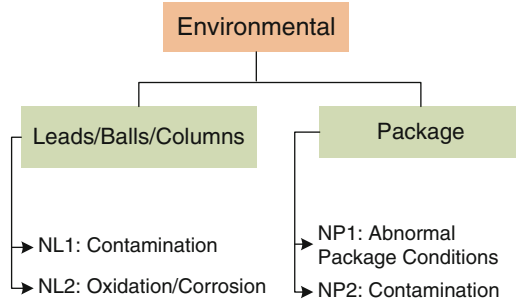 Environmental
Leads/Balls/Columns
Package
NL1: Contamination
NL2: Oxidation/Corrosion
NP1: Abnormal
Package Conditions
NP2: Contamination